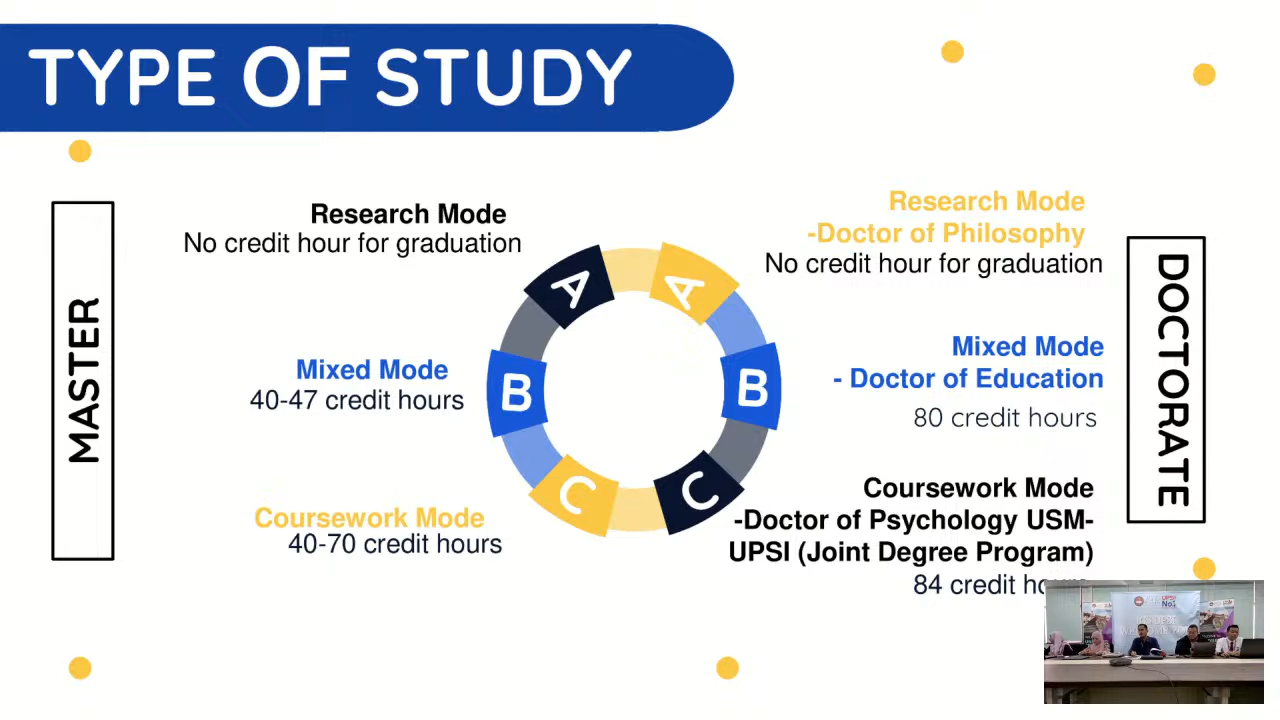 TYPE OF STUDY
MASTER
Research Mode
No credit hour for graduation
Mixed Mode
40-47 credit hours
Coursework Mode
40-70 credit hours
A
B
C
A
B
C
Research Mode
-Doctor of Philosophy
No credit hour for graduation
Mixed Mode
- Doctor of Education
80 credit hours
Coursework Mode
-Doctor of Psychology USM-
UPSI (Joint Degree Program)
84 credit
DOCTORATE